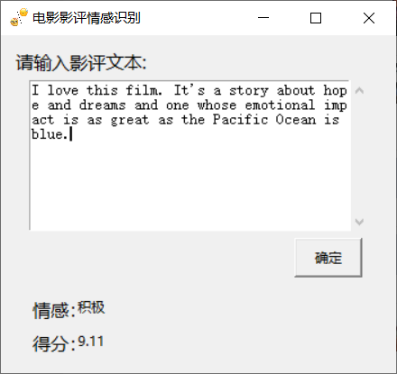 电影影评情感识别
请输入影评文本:
I love this film. It's a story about hop
e and dreams and one whose emotional imp
act is as great as the Pacific Ocean is
blue.
确定
情感:积极
得分:9.11